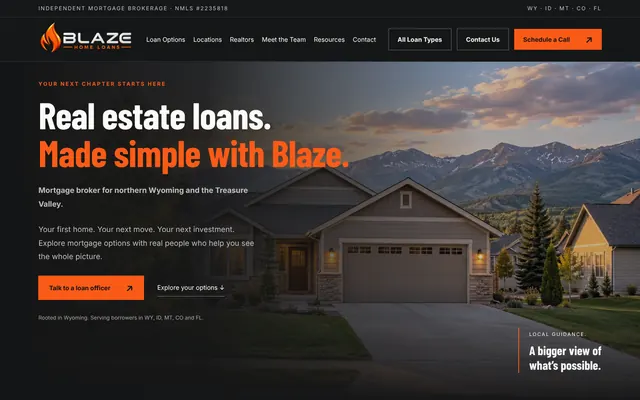 INDEPENDENT MORTGAGE BROKERAGE · NMLS #2235818
WY · ID · MT · CO · FL
BLAZE
HOME LOANS
Loan Options Locations Realtors Meet the Team Resources Contact
All Loan Types
Contact Us
Schedule a Call ↗
YOUR NEXT CHAPTER STARTS HERE
Real estate loans.
Made simple with Blaze.
Mortgage broker for northern Wyoming and the Treasure
Valley.
Your first home. Your next move. Your next investment.
Explore mortgage options with real people who help you see
the whole picture.
Talk to a loan officer ↗
Explore your options ↓
Rooted in Wyoming. Serving borrowers in WY, ID, MT, CO and FL.
LOCAL GUIDANCE.
A bigger view of
what's possible.